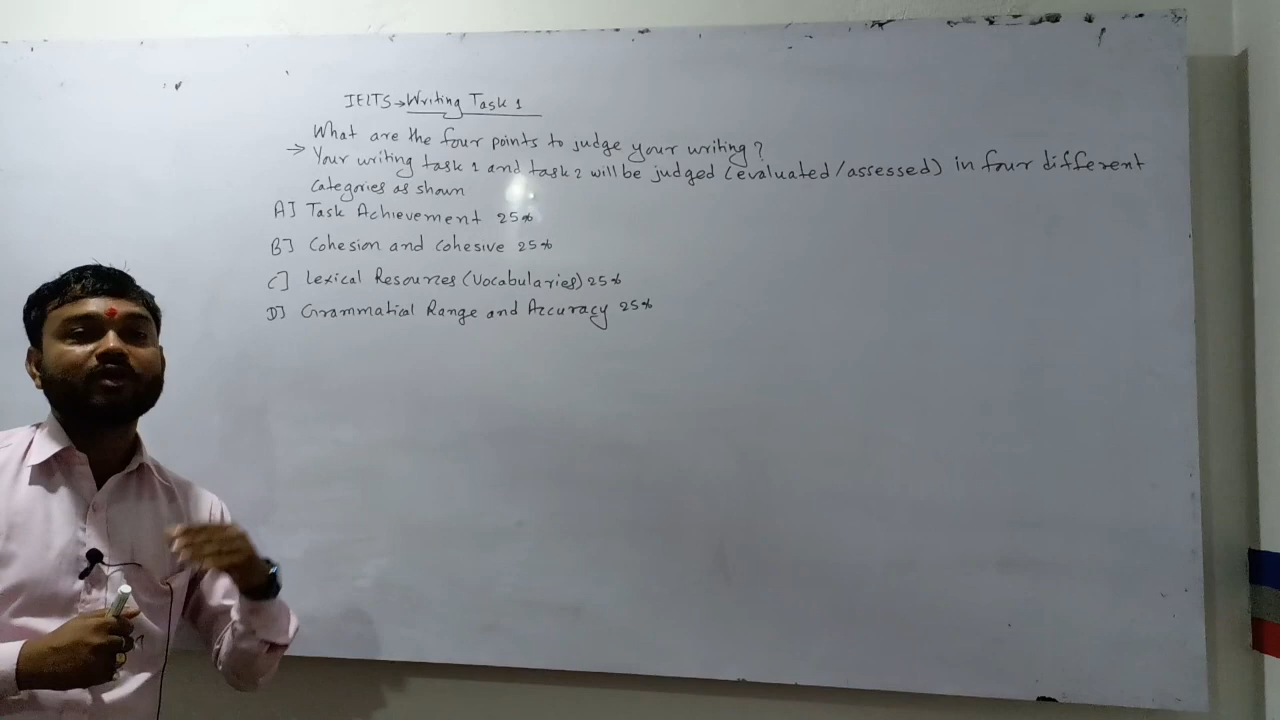 IELTS→Writing Task 1
What are the four points to judge your writing?
→ Your writing task 1 and task 2 will be judged (evaluated/assessed) in four different
categories as shown
A] Task Achievement 25%
B] Cohesion and cohesive 25%
C] Lexical Resources (Vocabularies) 25%
D] Grammatical Range and Accuracy 25%